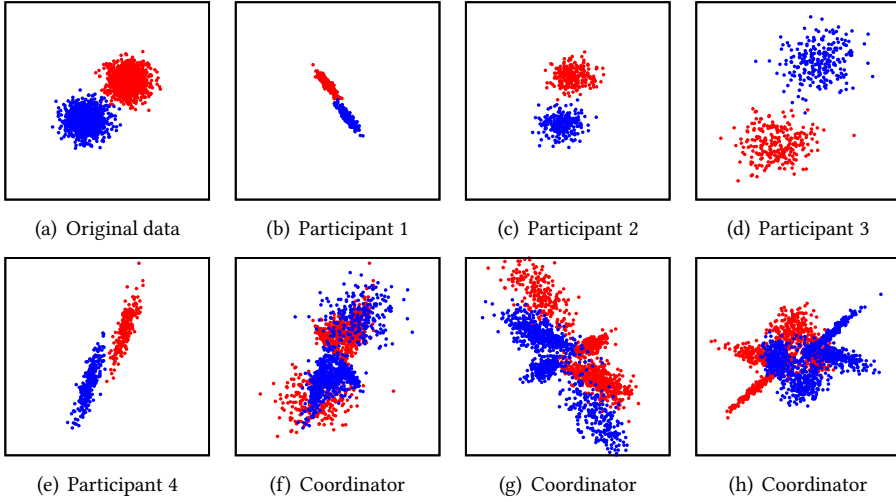 (a) Original data
(b) Participant 1
(c) Participant 2
(d) Participant 3
(e) Participant 4
(f) Coordinator
(g) Coordinator
(h) Coordinator